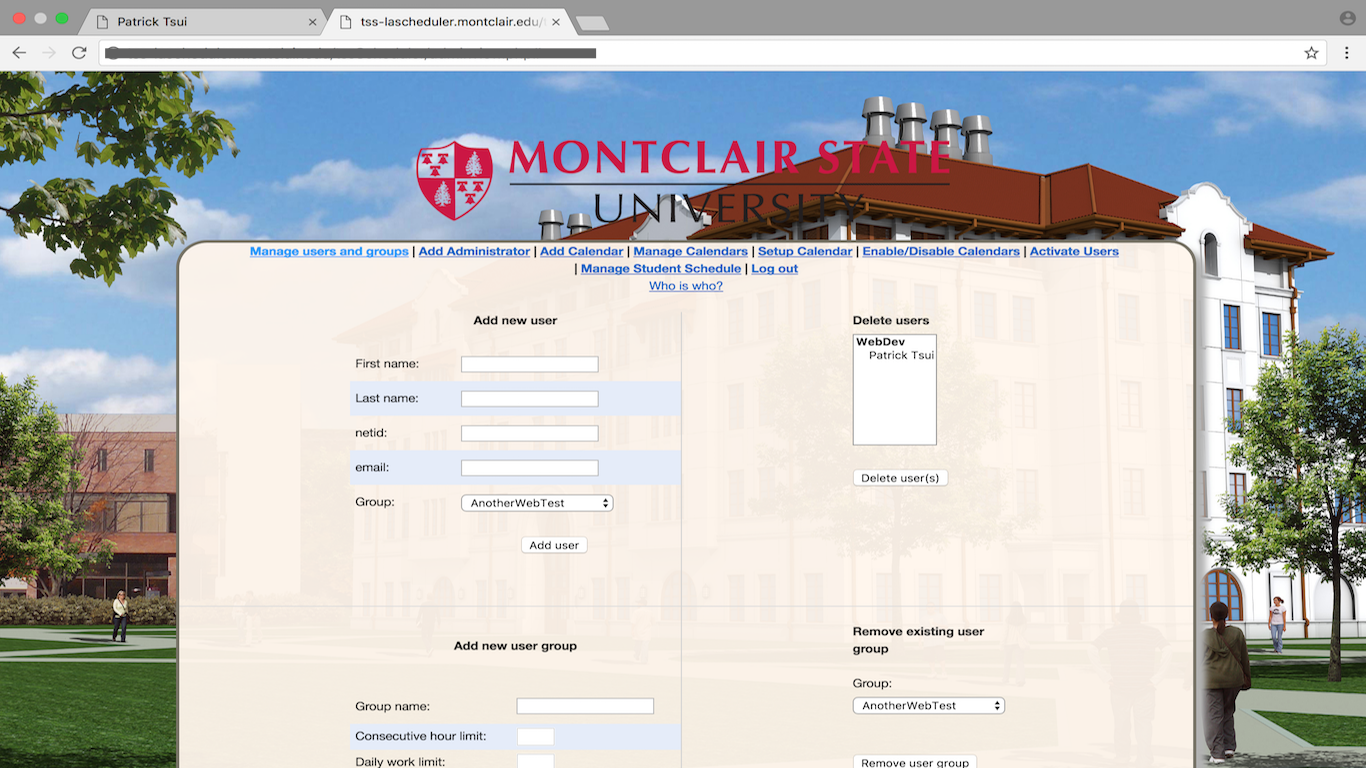 Patrick Tsui
tss-lascheduler.montclair.edu/
MONTCLAIR STATE
UNIVERSITY
Manage users and groups | Add Administrator | Add Calendar | Manage Calendars | Setup Calendar | Enable/Disable Calendars | Activate Users
| Manage Student Schedule | Log out
Who is who?
Add new user
First name:
Last name:
netid:
email:
Group: AnotherWebTest
Add user
Delete users
WebDev
Patrick Tsui
Delete user(s)
Add new user group
Group name:
Consecutive hour limit:
Daily work limit:
Remove existing user
group
Group:
AnotherWebTest
Remove user group